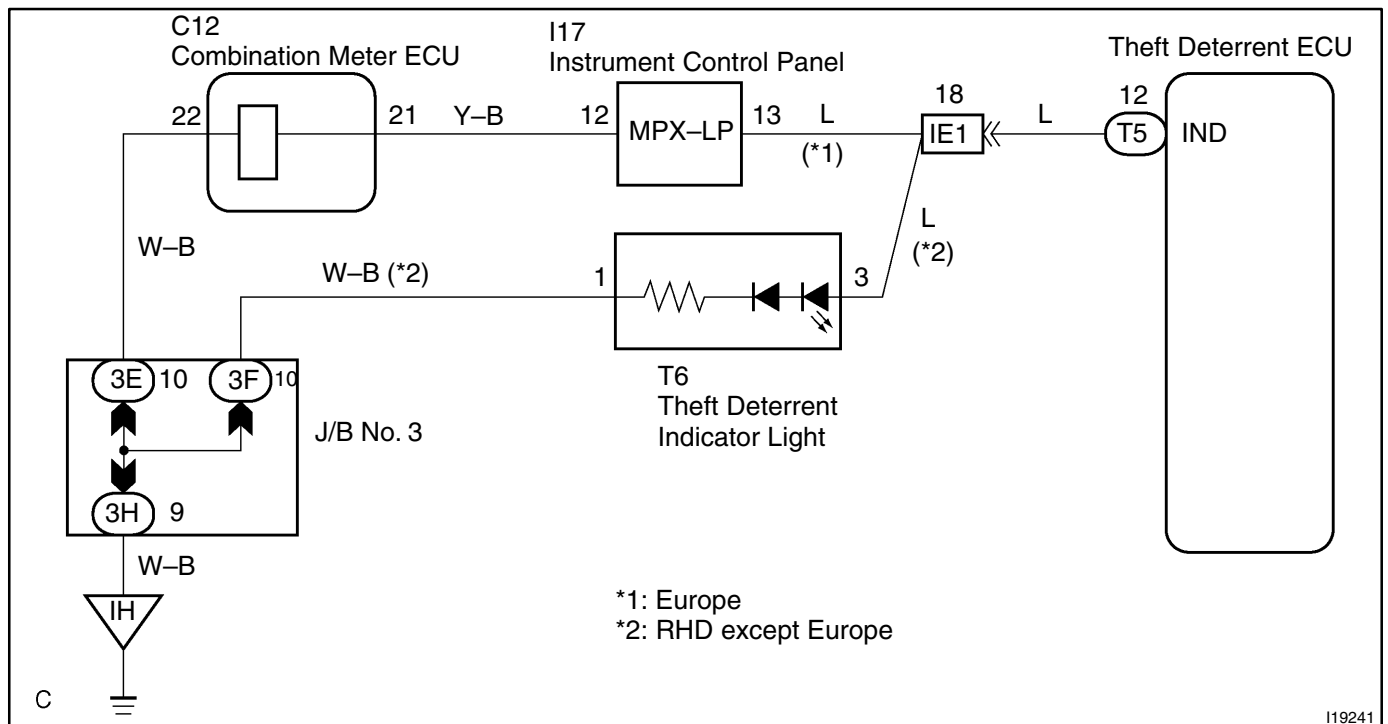 C12
Combination Meter ECU
I17
Instrument Control Panel
Theft Deterrent ECU
22
21
Y–B
12
MPX–LP
13
L
(*1)
18
IE1
L
12
T5
IND
W–B
L
(*2)
W–B (*2)
1
3
T6
Theft Deterrent
Indicator Light
3E
10
3F
10
J/B No. 3
3H
9
W–B
IH
*1: Europe
*2: RHD except Europe
C
I19241